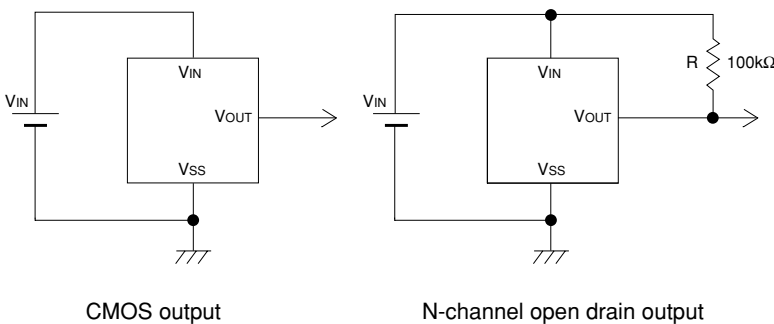 VIN
VIN
VOUT
VSS
CMOS output
VIN
VIN
R 100kΩ
VOUT
VSS
N-channel open drain output